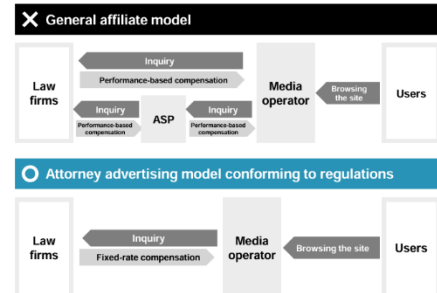 General affiliate model
Inquiry
Performance-based compensation
Law
firms
Inquiry
Performance-based
compensation
ASP
Inquiry
Performance-based
compensation
Media
operator
Browsing
the site
Users
Attorney advertising model conforming to regulations
Law
firms
Inquiry
Fixed-rate compensation
Media
operator
Browsing the site
Users